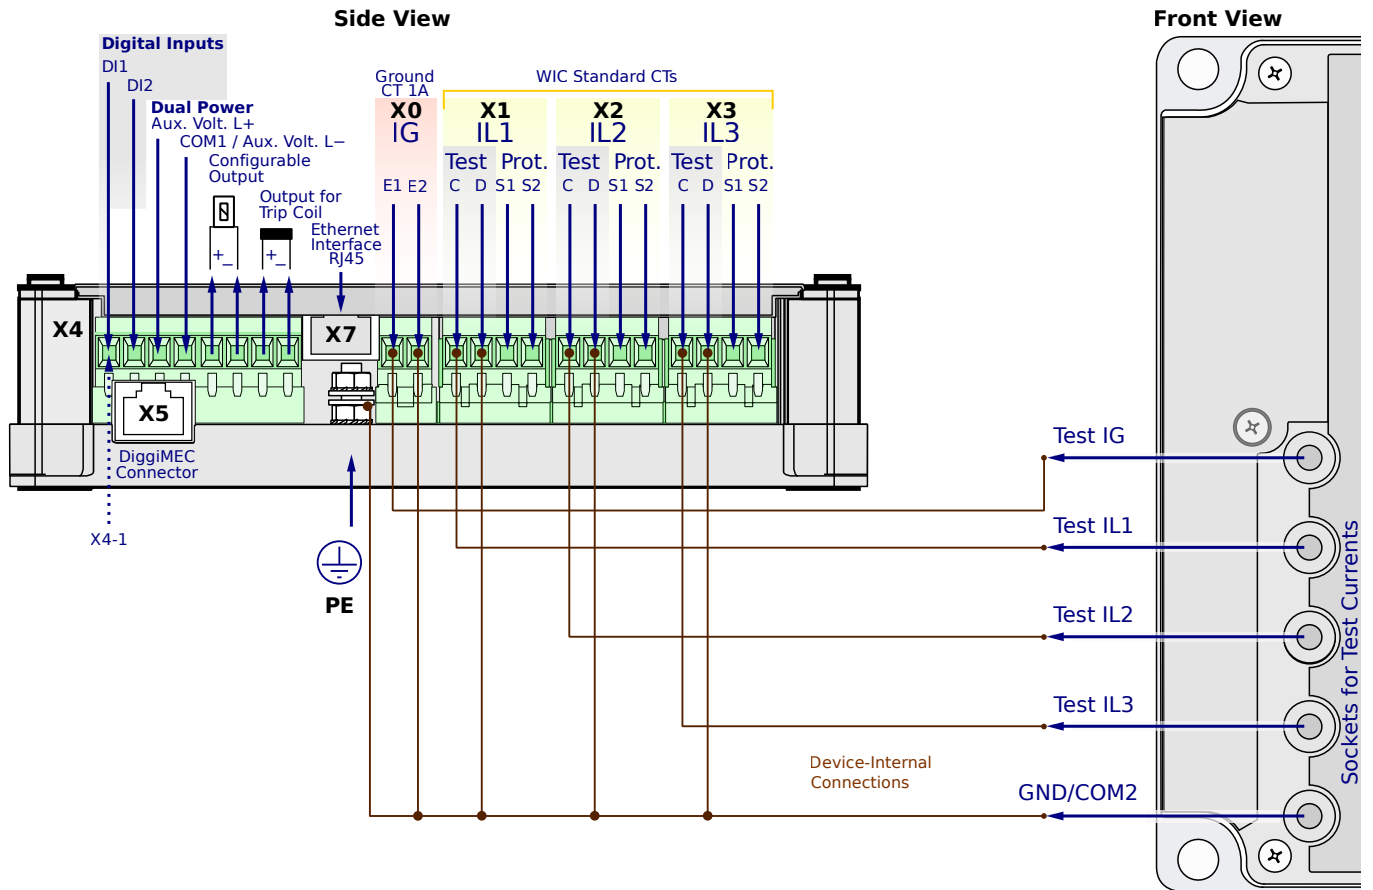 Side View
Front View
Digital Inputs
DI1
DI2
Dual Power
Aux. Volt. L+
COM1 / Aux. Volt. L−
Configurable
Output
+
−
Output for
Trip Coil
+
−
Ethernet
Interface
RJ45
Ground
CT 1A
X0
IG
E1 E2
WIC Standard CTs
X1
IL1
Test Prot.
C D S1 S2
X2
IL2
Test Prot.
C D S1 S2
X3
IL3
Test Prot.
C D S1 S2
X4
X7
X5
DiggiMEC
Connector
X4-1
PE
Test IG
Test IL1
Test IL2
Test IL3
GND/COM2
Device-Internal
Connections
Sockets for Test Currents